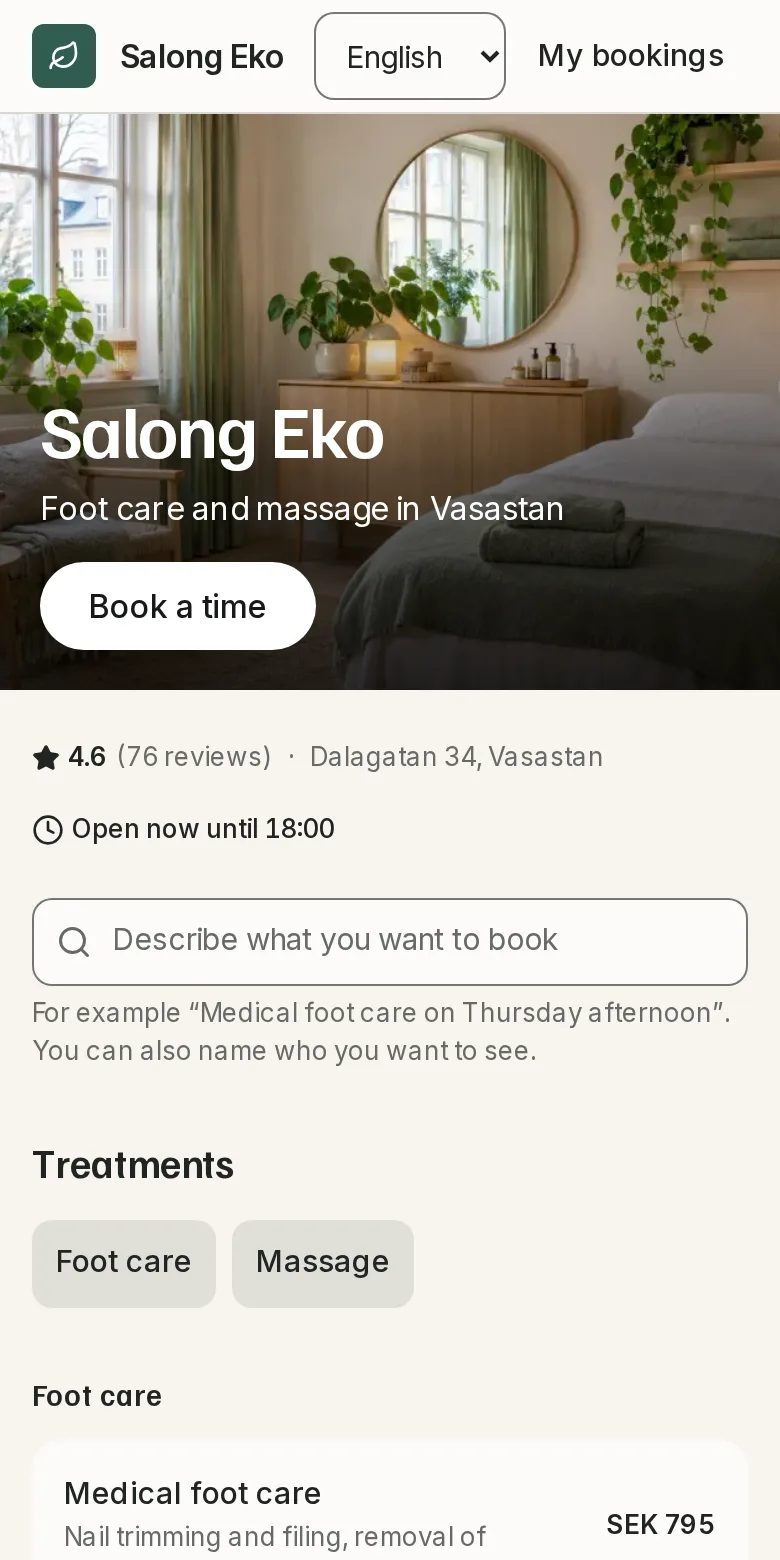 Salong Eko
English
My bookings
Salong Eko
Foot care and massage in Vasastan
Book a time
4.6 (76 reviews) · Dalagatan 34, Vasastan
Open now until 18:00
Describe what you want to book
For example “Medical foot care on Thursday afternoon”.
You can also name who you want to see.
Treatments
Foot care
Massage
Foot care
Medical foot care
SEK 795
Nail trimming and filing, removal of